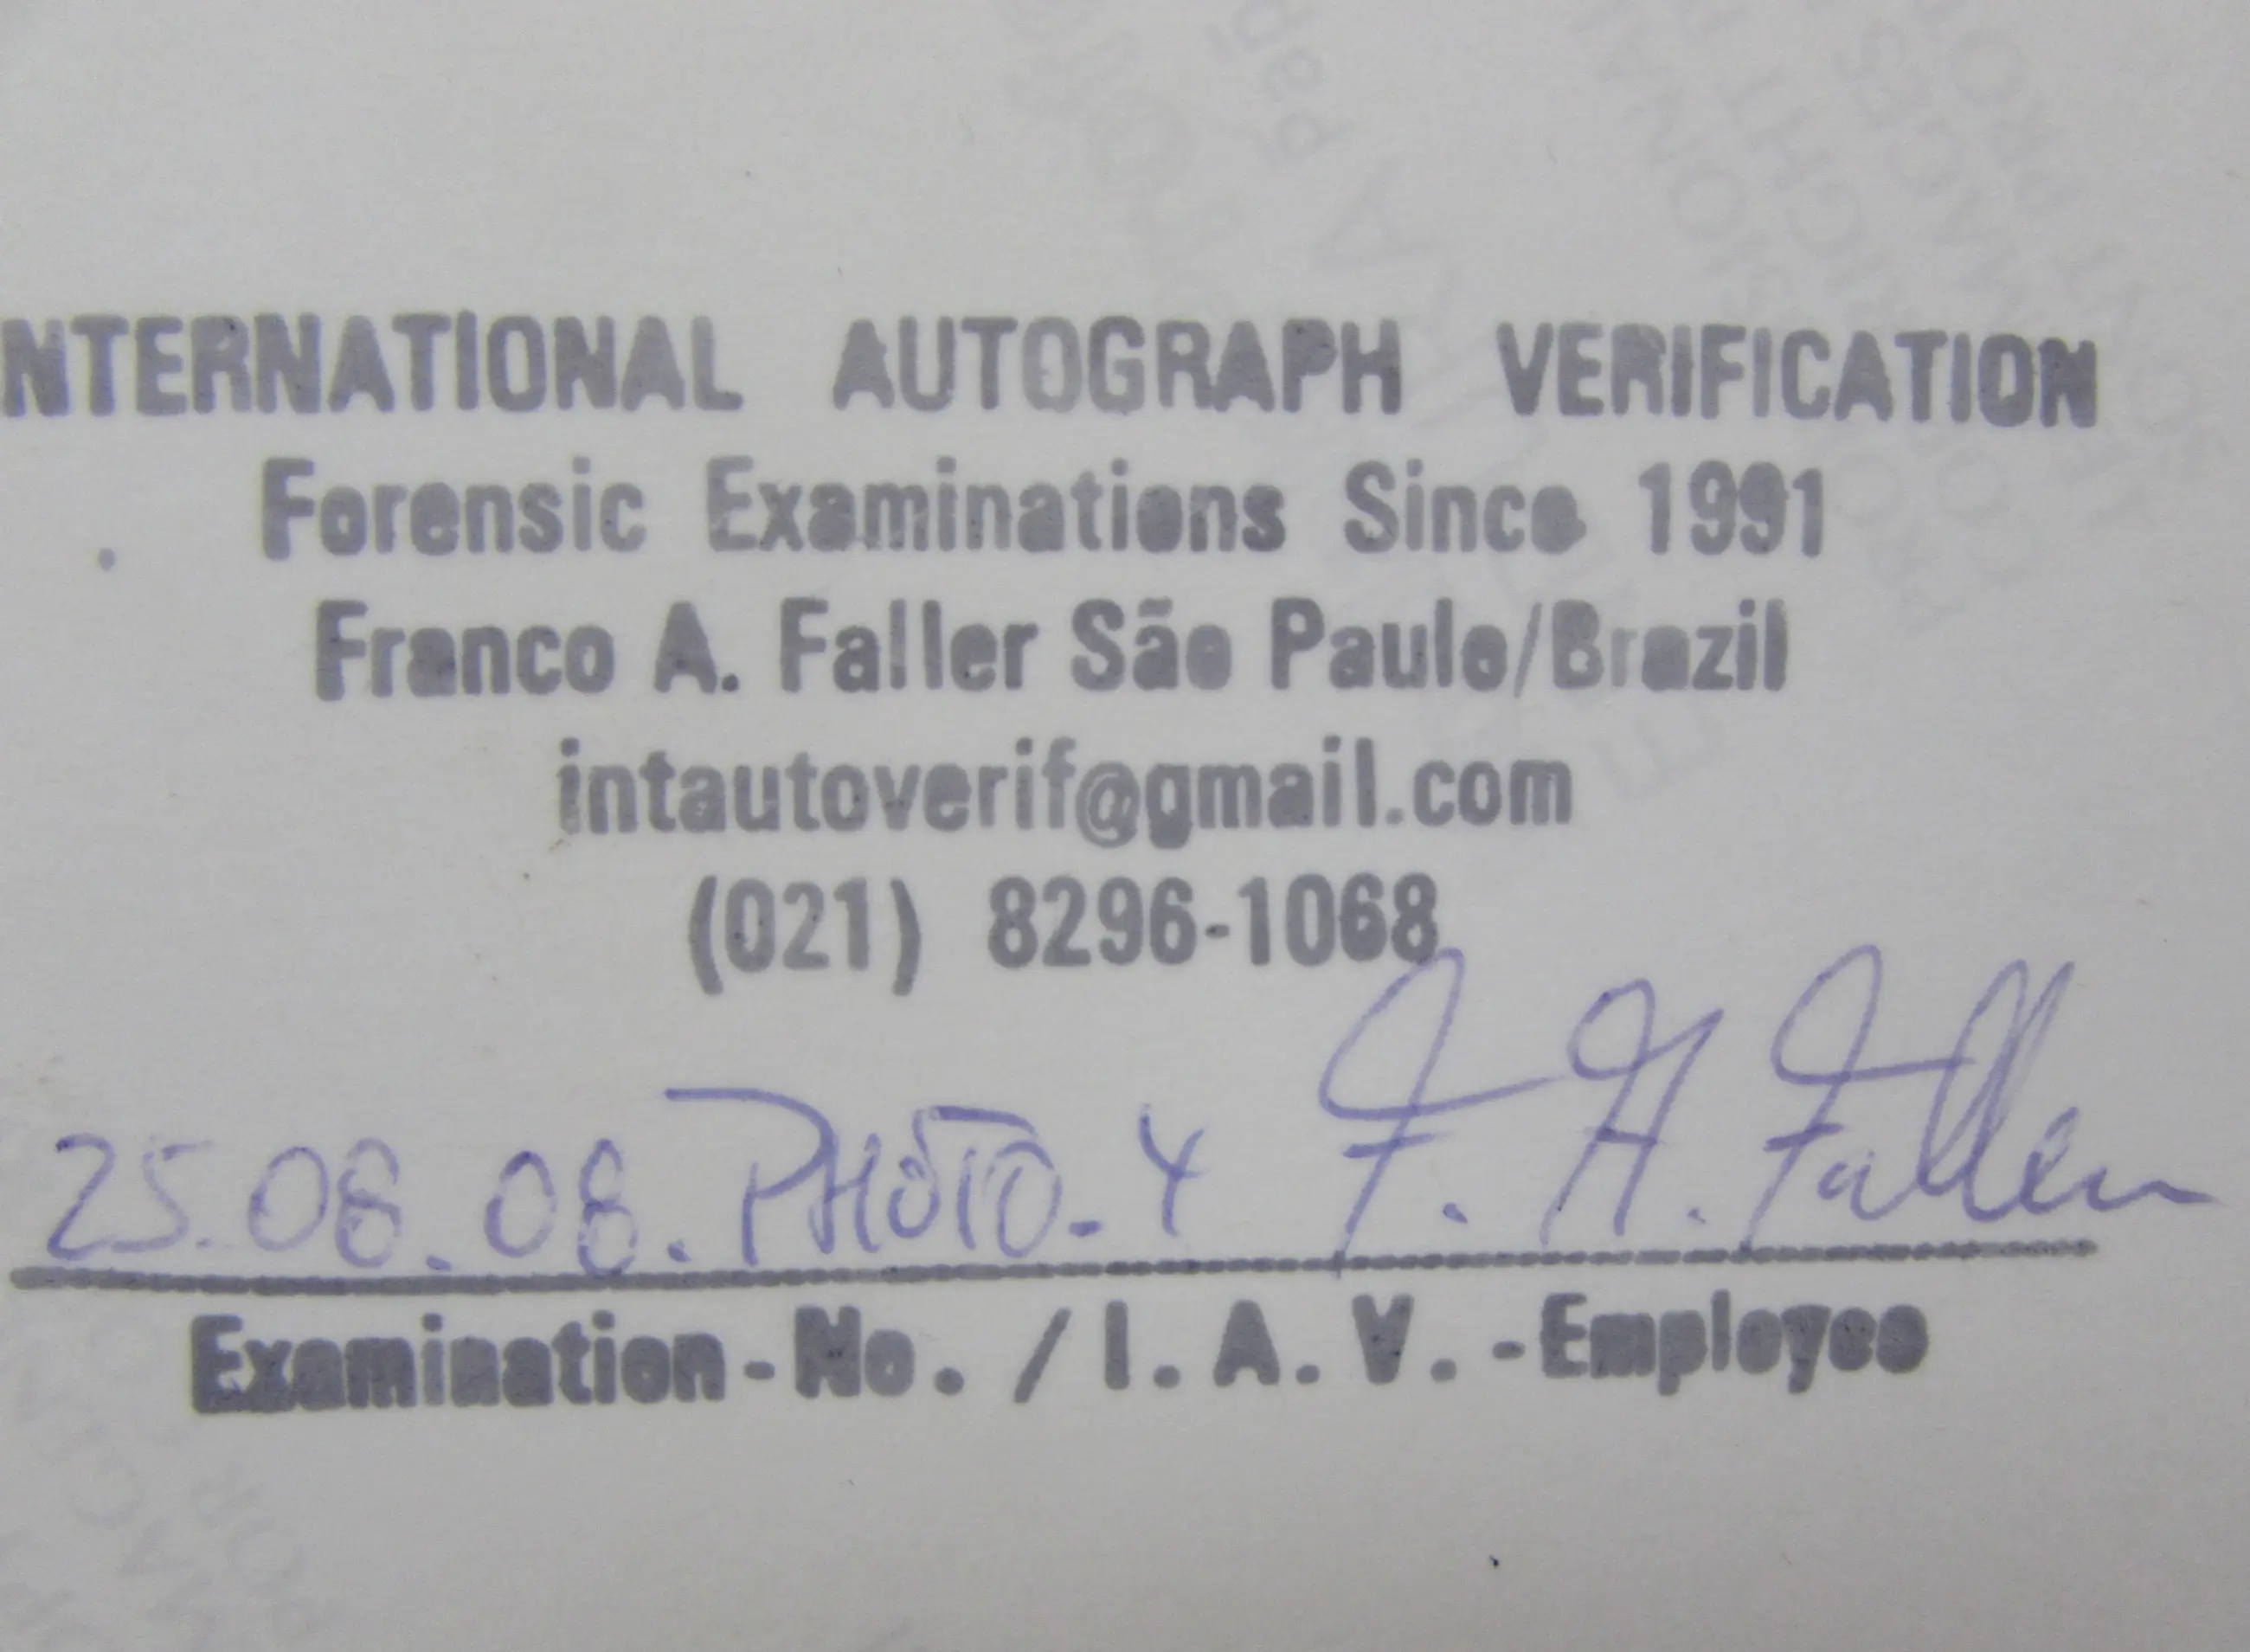 NTERNATIONAL AUTOGRAPH VERIFICATION
Forensic Examinations Since 1991
Franco A. Faller São Paulo/Brazil
intautoverif@gmail.com
(021) 8296-1068
25.08.08. PHOTO-4 F. A. Faller
Examination-No. / I. A. V. -Employee